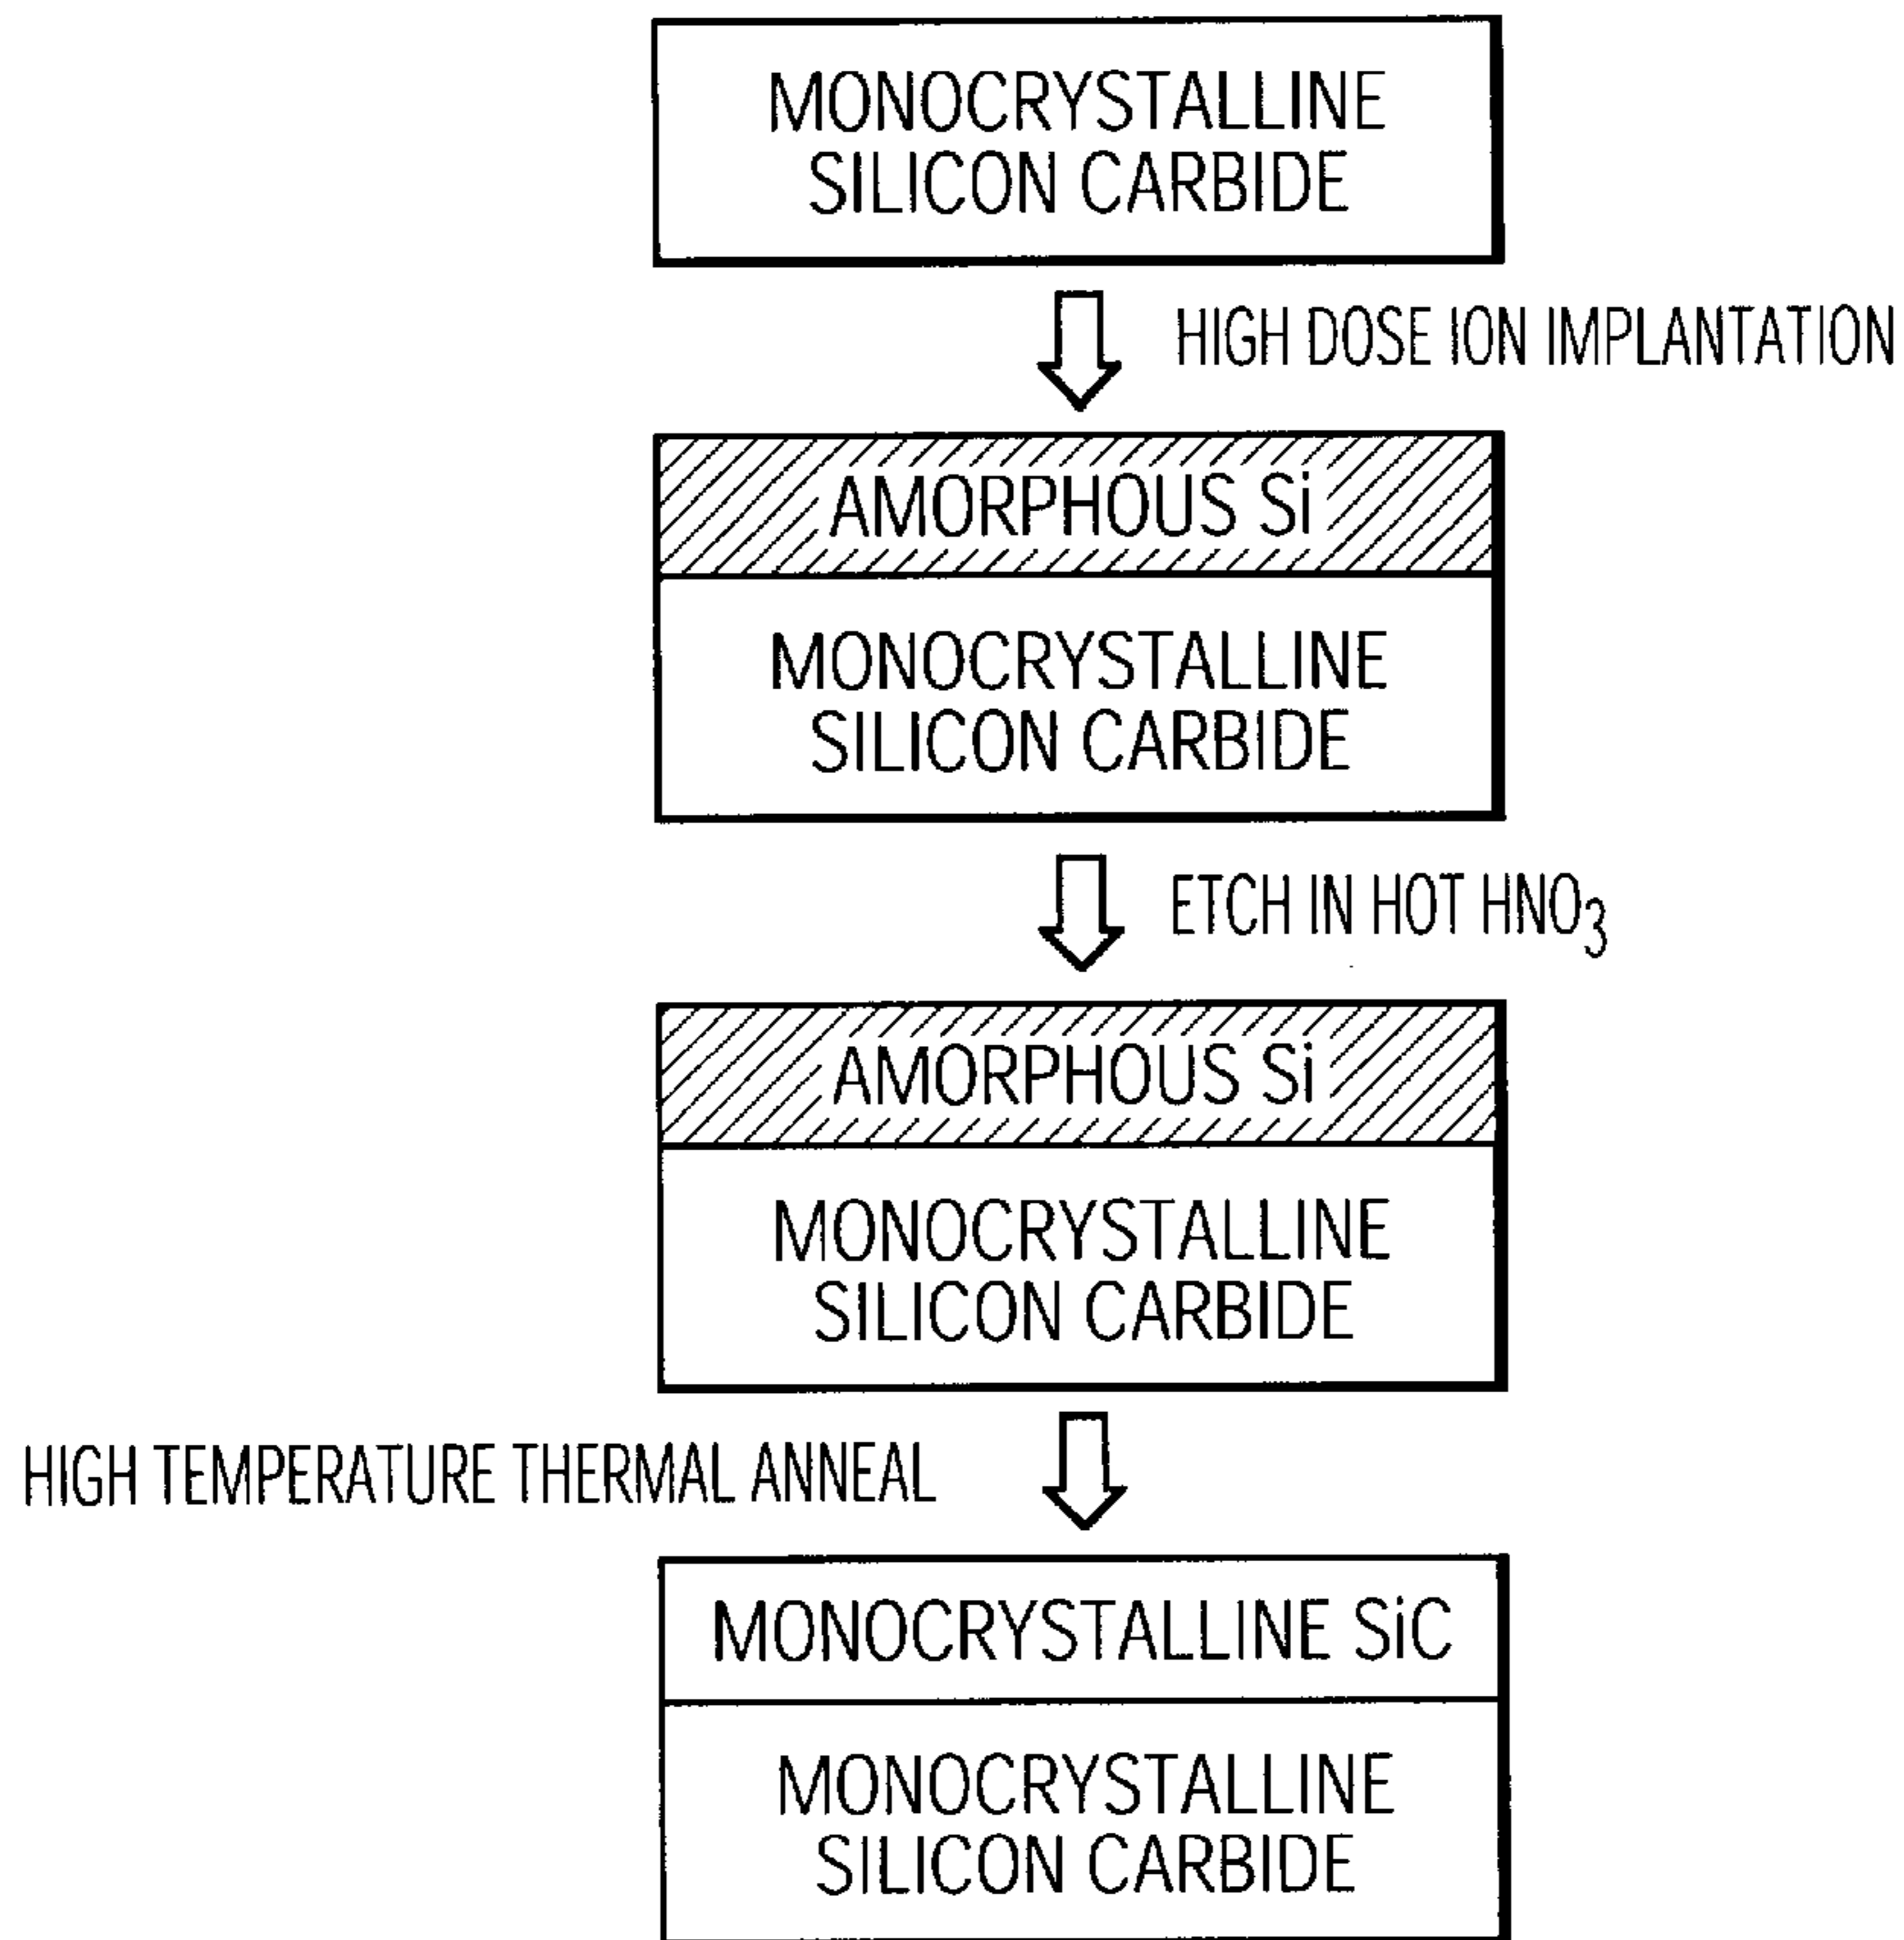 MONOCRYSTALLINE
SILICON CARBIDE
HIGH DOSE ION IMPLANTATION
AMORPHOUS Si
MONOCRYSTALLINE
SILICON CARBIDE
ETCH IN HOT HNO₃
AMORPHOUS Si
MONOCRYSTALLINE
SILICON CARBIDE
HIGH TEMPERATURE THERMAL ANNEAL
MONOCRYSTALLINE SiC
MONOCRYSTALLINE
SILICON CARBIDE